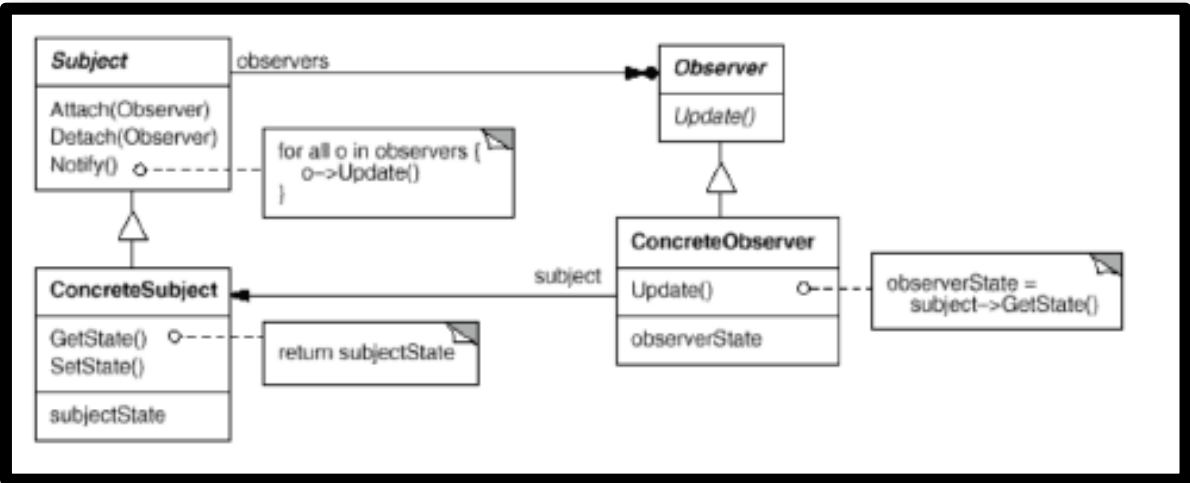 Subject
observers
Observer
Attach(Observer)
Detach(Observer)
Notify()
for all o in observers {
o->Update()
}
Update()
ConcreteSubject
GetState()
SetState()
subjectState
return subjectState
subject
ConcreteObserver
Update()
observerState
observerState =
subject->GetState()